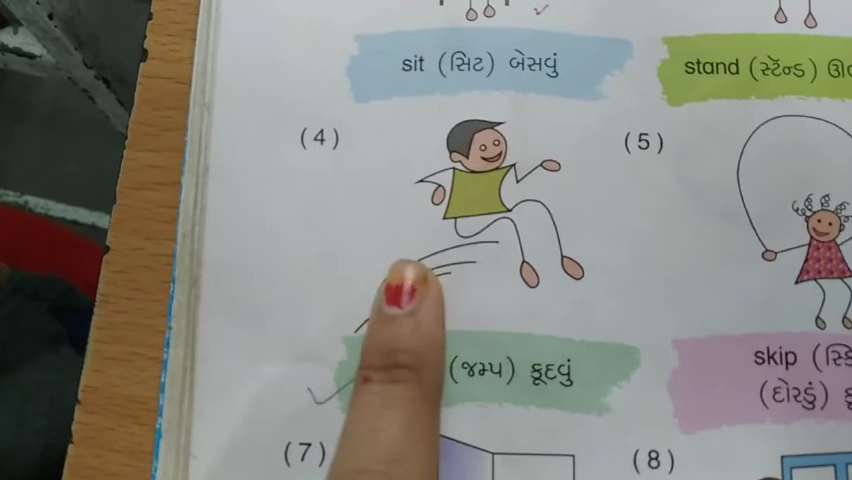 sit (સિટ) બેસવું
stand (સ્ટૅન્ડ)
(4)
(5)
(જમ્પ) કૂદવું
skip
(દોરડું)
(7)
(8)